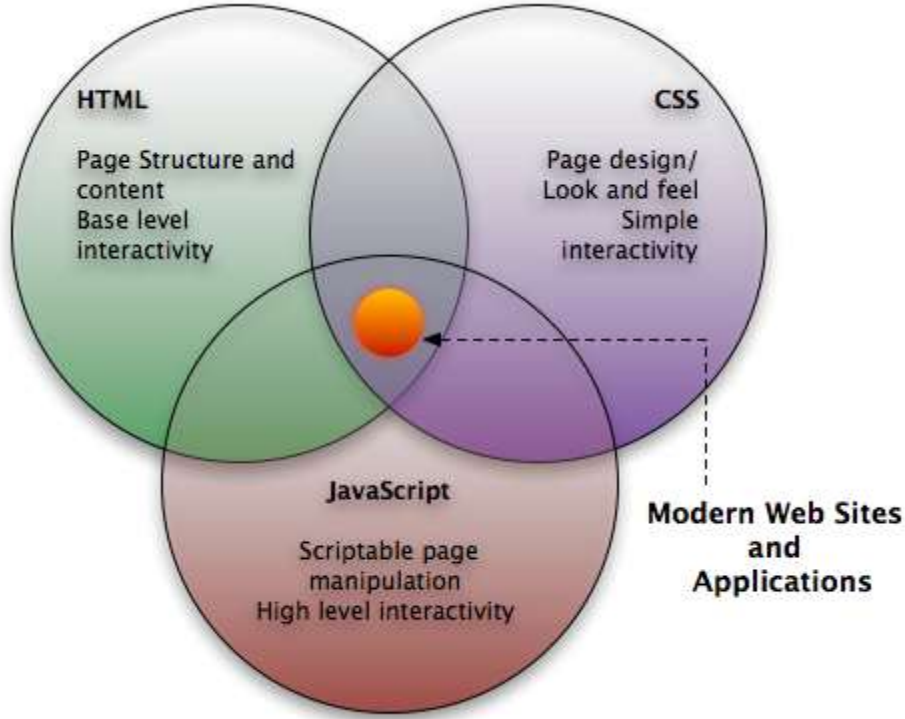 HTML
Page Structure and
content
Base level
interactivity
CSS
Page design/
Look and feel
Simple
interactivity
JavaScript
Scriptable page
manipulation
High level interactivity
Modern Web Sites
and
Applications